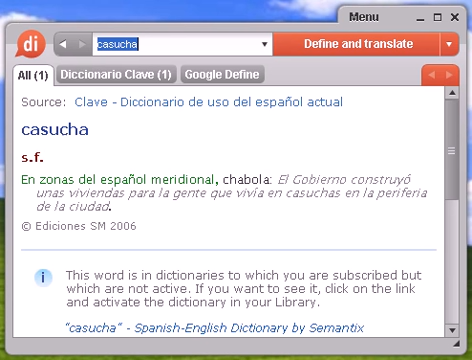 Menu
di
casucha
Define and translate
All (1)
Diccionario Clave (1)
Google Define
Source: Clave - Diccionario de uso del español actual
casucha
s.f.
En zonas del español meridional, chabola: El Gobierno construyó
unas viviendas para la gente que vivía en casuchas en la periferia
de la ciudad.
© Ediciones SM 2006
i
This word is in dictionaries to which you are subscribed but
which are not active. If you want to see it, click on the link
and activate the dictionary in your Library.
"casucha" - Spanish-English Dictionary by Semantix